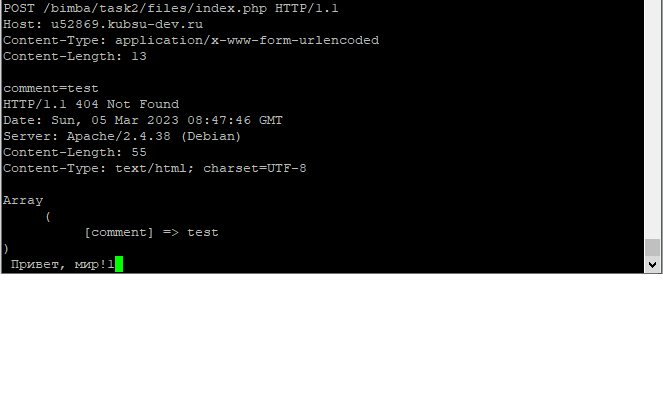 POST /bimba/task2/files/index.php HTTP/1.1
Host: u52869.kubsu-dev.ru
Content-Type: application/x-www-form-urlencoded
Content-Length: 13
comment=test
HTTP/1.1 404 Not Found
Date: Sun, 05 Mar 2023 08:47:46 GMT
Server: Apache/2.4.38 (Debian)
Content-Length: 55
Content-Type: text/html; charset=UTF-8
Array
(
[comment] => test
)
Привет, мир!1